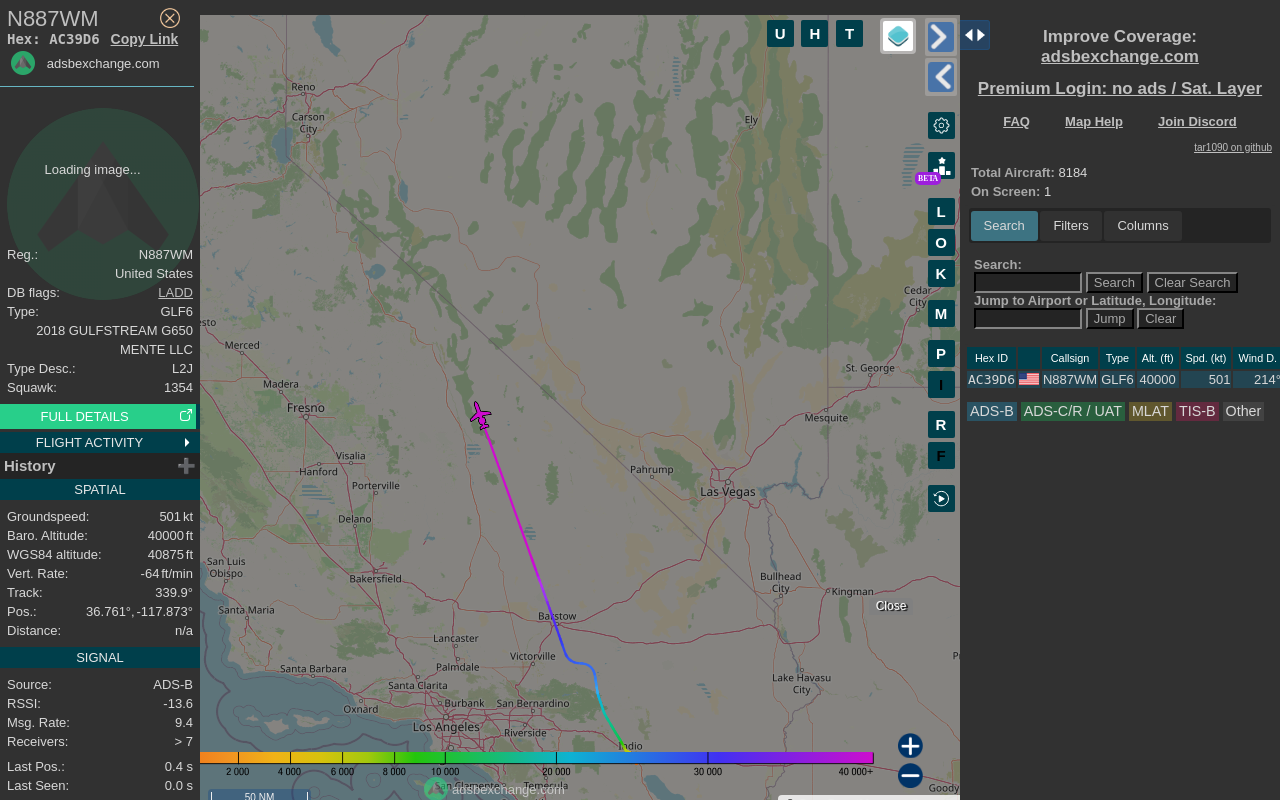 N887WM
Hex: AC39D6 Copy Link
adsbexchange.com
Loading image...
Reg.: N887WM
United States
DB flags: LADD
Type: GLF6
2018 GULFSTREAM G650
MENTE LLC
Type Desc.: L2J
Squawk: 1354
FULL DETAILS
FLIGHT ACTIVITY
History
SPATIAL
Groundspeed: 501 kt
Baro. Altitude: 40000 ft
WGS84 altitude: 40875 ft
Vert. Rate: -64 ft/min
Track: 339.9°
Pos.: 36.761°, -117.873°
Distance: n/a
SIGNAL
Source: ADS-B
RSSI: -13.6
Msg. Rate: 9.4
Receivers: > 7
Last Pos.: 0.4 s
Last Seen: 0.0 s
U H T
Reno
Carson
City
Ely
BETA
L
O
K
M
P
I
R
F
Cedar
City
esto
Merced
St. George
Madera
Fresno
Mesquite
Visalia
Hanford
Pahrump
Porterville
Las Vegas
Delano
San Luis
Obispo
Bakersfield
Bullhead
City
Kingman
Close
Santa Maria
Barstow
Lancaster
Victorville
Palmdale
Santa Barbara
Santa Clarita
Lake Havasu
City
Oxnard
Burbank
San Bernardino
Los Angeles
Riverside
Indio
2 000 4 000 6 000 8 000 10 000 20 000 30 000 40 000+
San Clemente
Temecula
adsbexchange.com
Goody
50 NM
Improve Coverage:
adsbexchange.com
Premium Login: no ads / Sat. Layer
FAQ Map Help Join Discord
tar1090 on github
Total Aircraft: 8184
On Screen: 1
Search Filters Columns
Search:
Search Clear Search
Jump to Airport or Latitude, Longitude:
Jump Clear
Hex ID Callsign Type Alt. (ft) Spd. (kt) Wind D.
AC39D6 N887WM GLF6 40000 501 214°
ADS-B ADS-C/R / UAT MLAT TIS-B Other